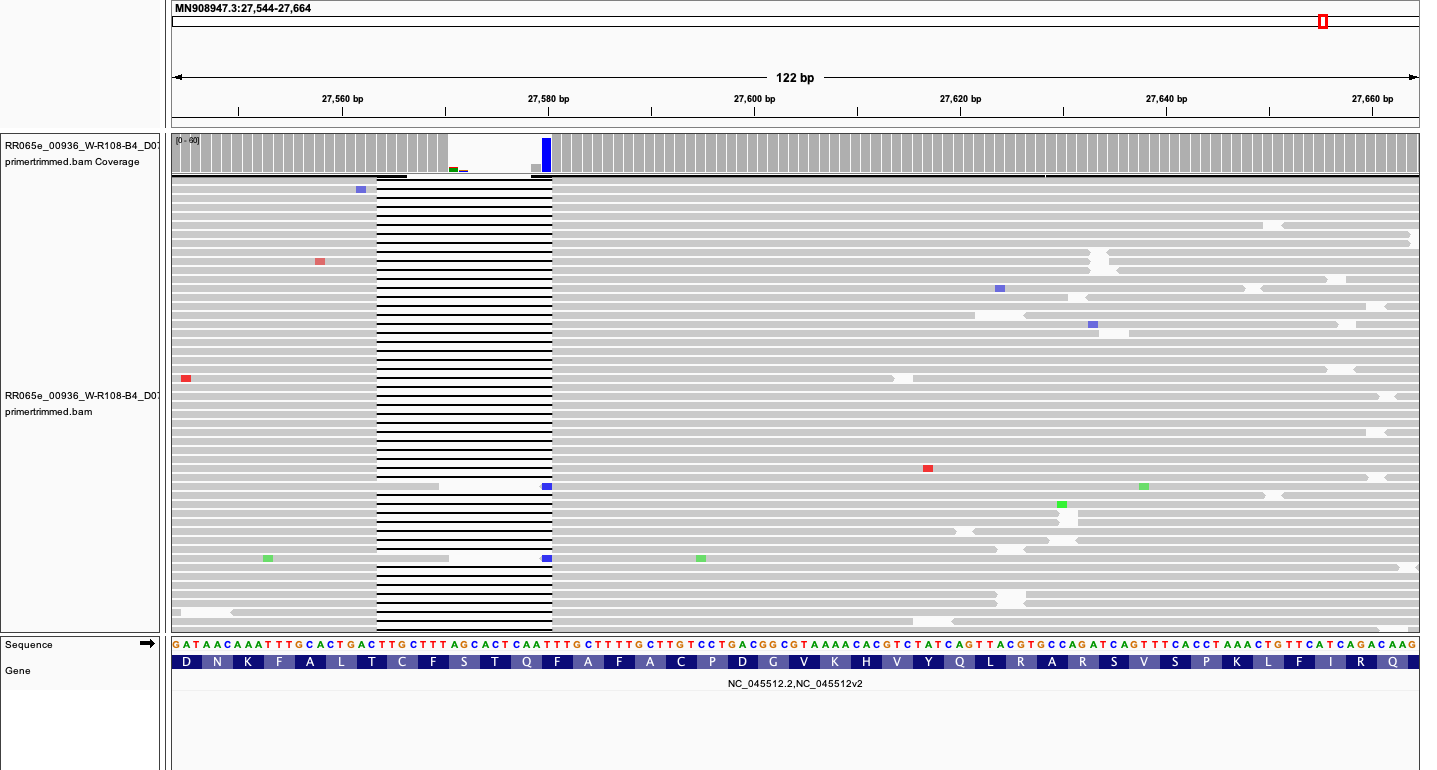 MN908947.3:27,544-27,664
122 bp
27,560 bp 27,580 bp 27,600 bp 27,620 bp 27,640 bp 27,660 bp
RR065e_00936_W-R108-B4_D07
primertrimmed.bam Coverage
[0 - 60]
RR065e_00936_W-R108-B4_D07
primertrimmed.bam
Sequence
GATAACAAATTTGCACTGACTTGCTTTAGCACTCAATTTGCTTTTGCTTGTCCTGACGGCGTAAAACACGTCTATCAGTTACGTGCCAGATCAGTTTCACCTAAACTGTTCATCAGACAAG
Gene
D N K F A L T C F S T Q F A F A C P D G V K H V Y Q L R A R S V S P K L F I R Q
NC_045512.2,NC_045512v2